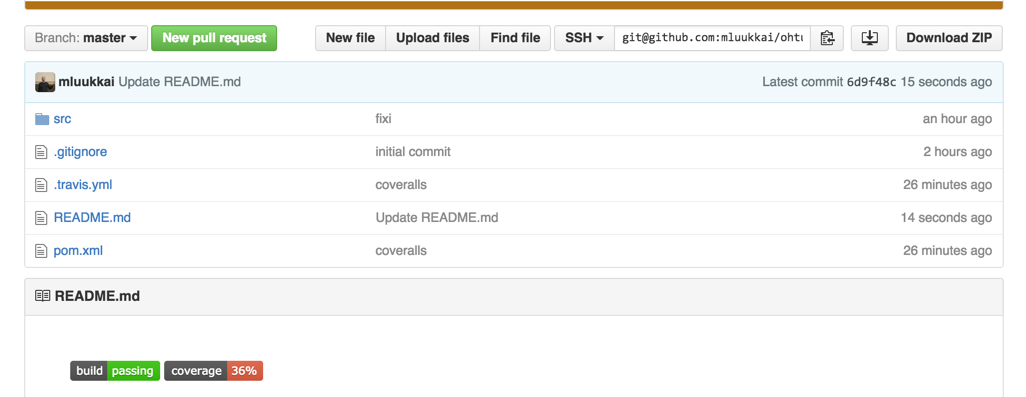 Branch: master New pull request New file Upload files Find file SSH git@github.com:mluukkai/ohtu Download ZIP
mluukkai Update README.md Latest commit 6d9f48c 15 seconds ago
src fixi an hour ago
.gitignore initial commit 2 hours ago
.travis.yml coveralls 26 minutes ago
README.md Update README.md 14 seconds ago
pom.xml coveralls 26 minutes ago
README.md
build passing coverage 36%